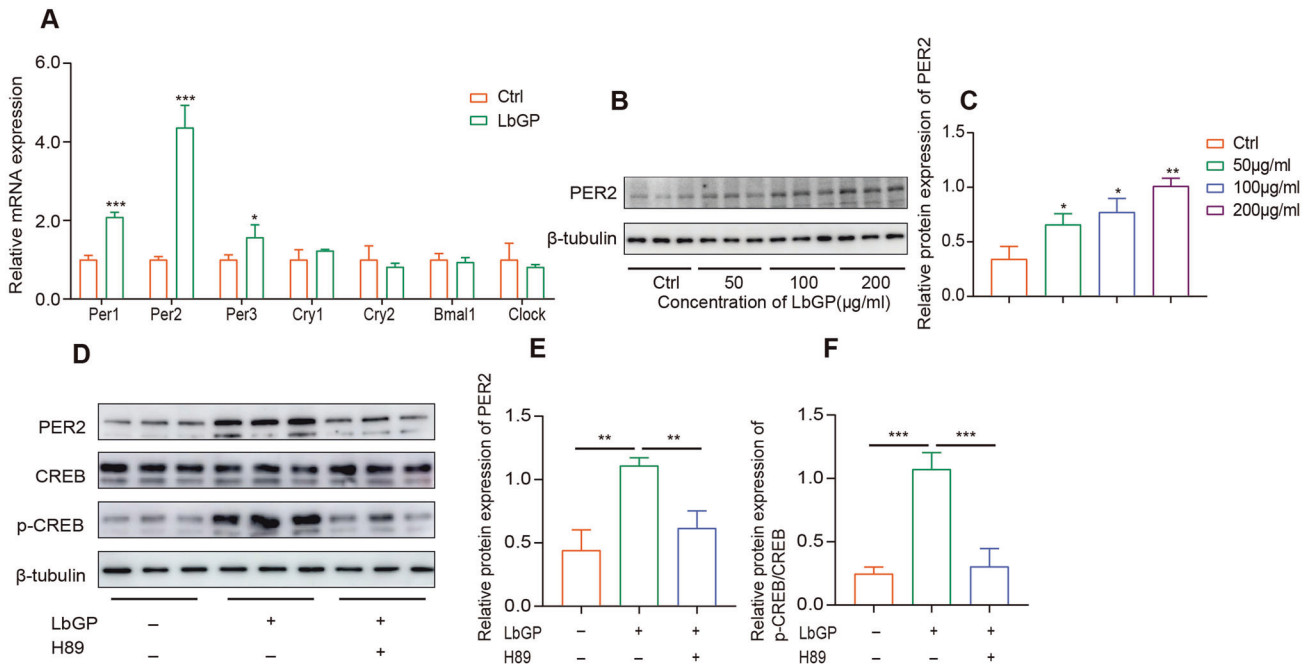 A
Relative mRNA expression
6.0
4.0
2.0
1.0
0.0
***
***
*
Ctrl
LbGP
Per1 Per2 Per3 Cry1 Cry2 Bmal1 Clock
B
PER2
β-tubulin
Ctrl 50 100 200
Concentration of LbGP(μg/ml)
C
Relative protein expression of PER2
1.5
1.0
0.5
0.0
*
*
**
Ctrl
50μg/ml
100μg/ml
200μg/ml
D
PER2
CREB
p-CREB
β-tubulin
LbGP – + +
H89 – – +
E
Relative protein expression of PER2
1.5
1.0
0.5
0.0
** **
LbGP – + +
H89 – – +
F
Relative protein expression of
p-CREB/CREB
1.5
1.0
0.5
0.0
*** ***
LbGP – + +
H89 – – +